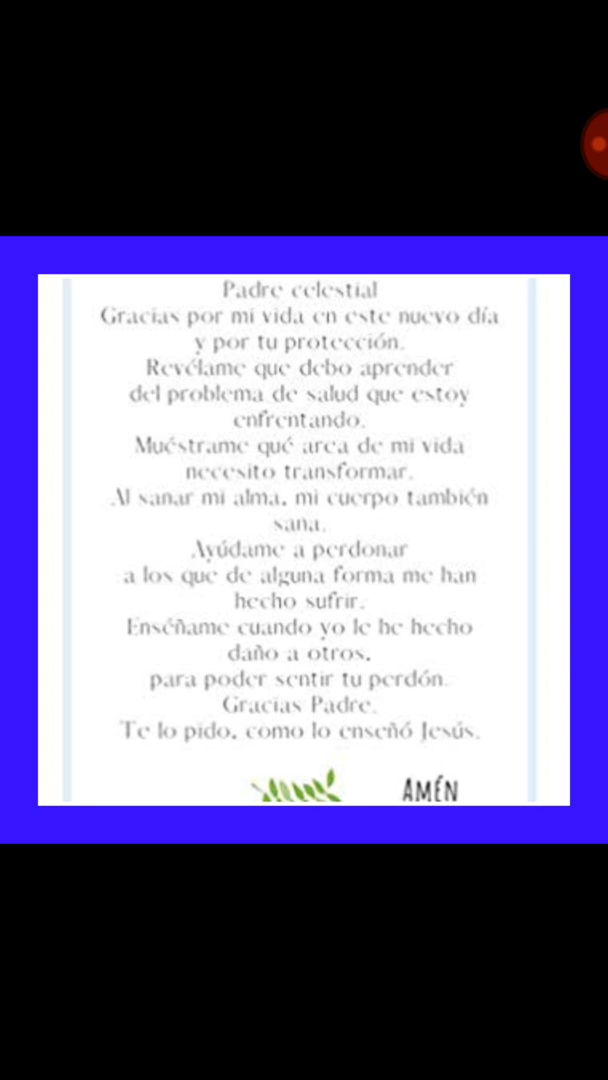 Padre celestial
Gracias por mi vida en este nuevo día
y por tu protección.
Revélame que debo aprender
del problema de salud que estoy
enfrentando.
Muéstrame qué area de mi vida
necesito transformar.
Al sanar mi alma, mi cuerpo también
sana.
Ayúdame a perdonar
a los que de alguna forma me han
hecho sufrir.
Enséñame cuando yo le he hecho
daño a otros,
para poder sentir tu perdón.
Gracias Padre.
Te lo pido, como lo enseñó Jesús.
AMÉN